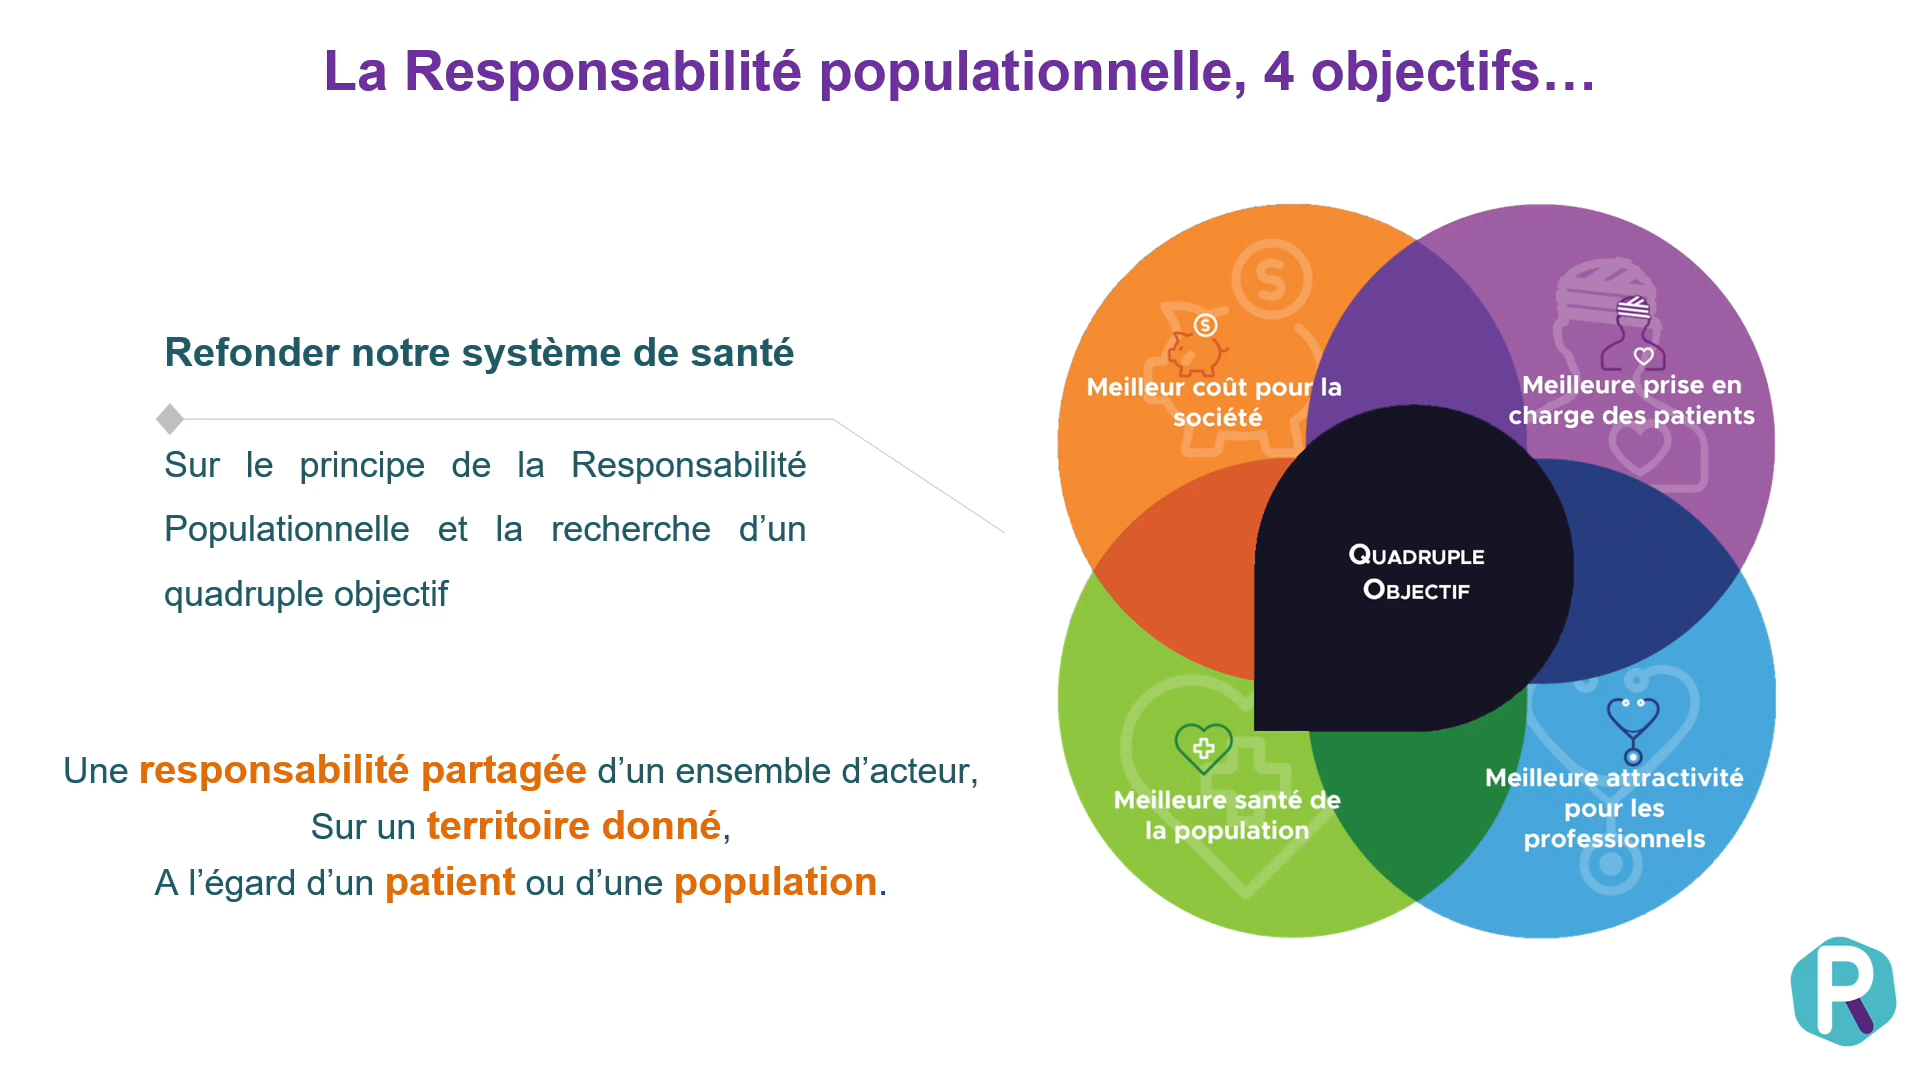 La Responsabilité populationnelle, 4 objectifs…
Refonder notre système de santé
Sur le principe de la Responsabilité
Populationnelle et la recherche d’un
quadruple objectif
Une responsabilité partagée d’un ensemble d’acteur,
Sur un territoire donné,
A l’égard d’un patient ou d’une population.
S
S
Meilleur coût pour la
société
Meilleure prise en
charge des patients
QUADRUPLE
OBJECTIF
Meilleure santé de
la population
Meilleure attractivité
pour les
professionnels
R